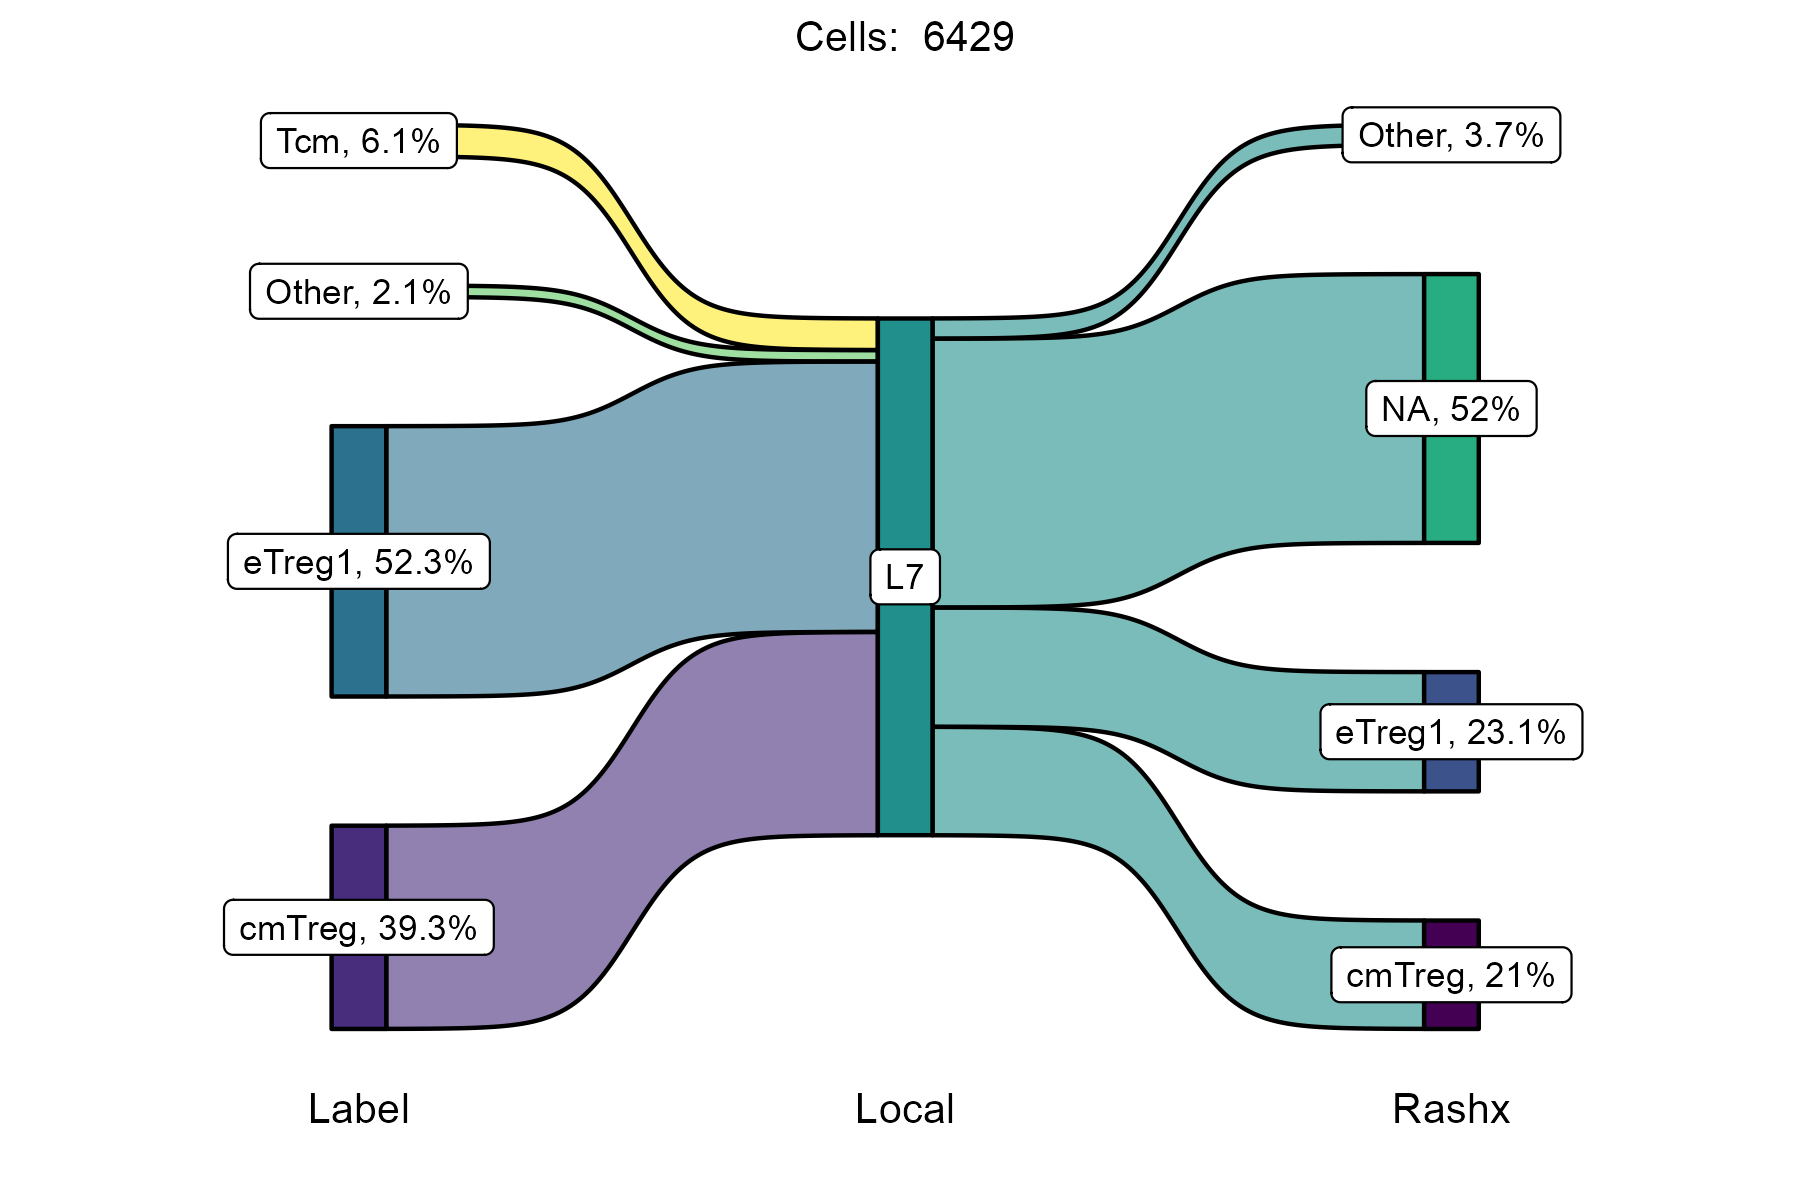 Cells:  6429
Tcm, 6.1%
Other, 2.1%
eTreg1, 52.3%
cmTreg, 39.3%
L7
Other, 3.7%
NA, 52%
eTreg1, 23.1%
cmTreg, 21%
Label
Local
Rashx